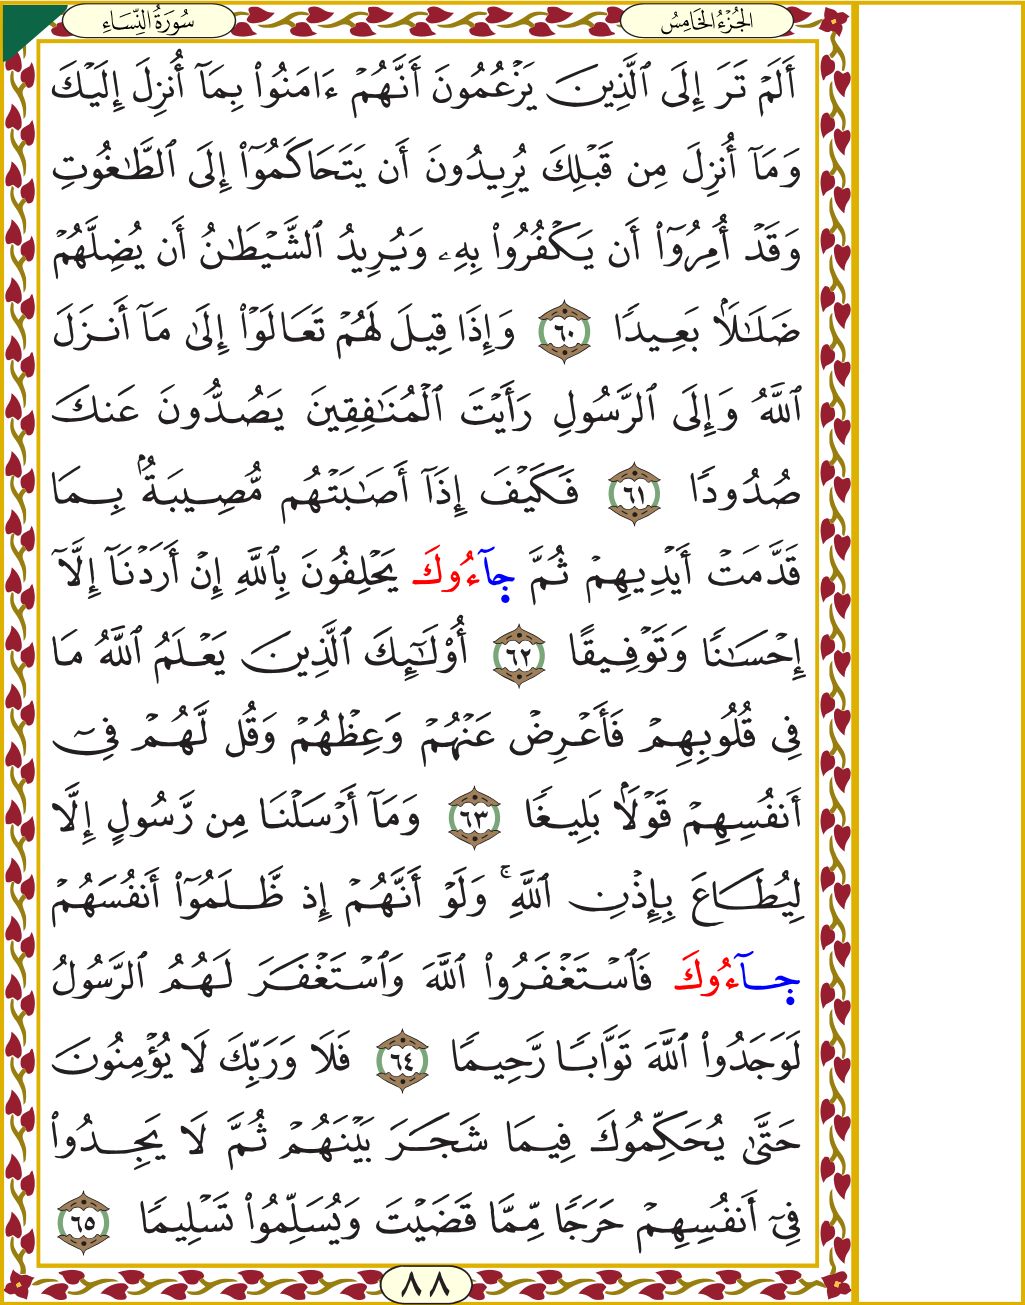 الجُزْءُ الخَامِسُ
سُورَةُ النِّسَاءِ
أَلَمْ تَرَ إِلَى ٱلَّذِينَ يَزْعُمُونَ أَنَّهُمْ ءَامَنُوا۟ بِمَآ أُنزِلَ إِلَيْكَ
وَمَآ أُنزِلَ مِن قَبْلِكَ يُرِيدُونَ أَن يَتَحَاكَمُوٓا۟ إِلَى ٱلطَّـٰغُوتِ
وَقَدْ أُمِرُوٓا۟ أَن يَكْفُرُوا۟ بِهِۦ وَيُرِيدُ ٱلشَّيْطَـٰنُ أَن يُضِلَّهُمْ
ضَلَـٰلًۢا بَعِيدًا ٦٠ وَإِذَا قِيلَ لَهُمْ تَعَالَوْا۟ إِلَىٰ مَآ أَنزَلَ
ٱللَّهُ وَإِلَى ٱلرَّسُولِ رَأَيْتَ ٱلْمُنَـٰفِقِينَ يَصُدُّونَ عَنكَ
صُدُودًا ٦١ فَكَيْفَ إِذَآ أَصَـٰبَتْهُم مُّصِيبَةٌۢ بِمَا
قَدَّمَتْ أَيْدِيهِمْ ثُمَّ جِآءُوكَ يَحْلِفُونَ بِٱللَّهِ إِنْ أَرَدْنَآ إِلَّآ
إِحْسَـٰنًا وَتَوْفِيقًا ٦٢ أُو۟لَـٰٓئِكَ ٱلَّذِينَ يَعْلَمُ ٱللَّهُ مَا
فِى قُلُوبِهِمْ فَأَعْرِضْ عَنْهُمْ وَعِظْهُمْ وَقُل لَّهُمْ فِىٓ
أَنفُسِهِمْ قَوْلًۢا بَلِيغًا ٦٣ وَمَآ أَرْسَلْنَا مِن رَّسُولٍ إِلَّا
لِيُطَاعَ بِإِذْنِ ٱللَّهِ ۚ وَلَوْ أَنَّهُمْ إِذ ظَّلَمُوٓا۟ أَنفُسَهُمْ
جِآءُوكَ فَٱسْتَغْفَرُوا۟ ٱللَّهَ وَٱسْتَغْفَرَ لَهُمُ ٱلرَّسُولُ
لَوَجَدُوا۟ ٱللَّهَ تَوَّابًا رَّحِيمًا ٦٤ فَلَا وَرَبِّكَ لَا يُؤْمِنُونَ
حَتَّىٰ يُحَكِّمُوكَ فِيمَا شَجَرَ بَيْنَهُمْ ثُمَّ لَا يَجِدُوا۟
فِىٓ أَنفُسِهِمْ حَرَجًا مِّمَّا قَضَيْتَ وَيُسَلِّمُوا۟ تَسْلِيمًا ٦٥
٨٨